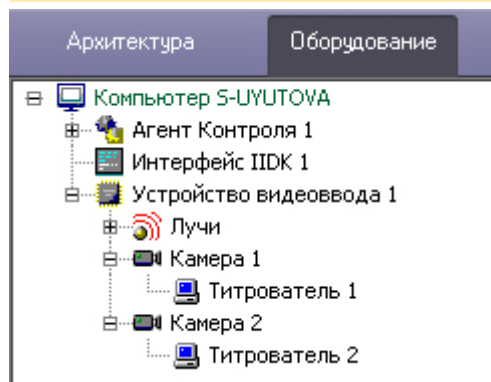 Архитектура Оборудование
Компьютер S-UYUTOVA
Агент Контроля 1
Интерфейс IIDK 1
Устройство видеоввода 1
Лучи
Камера 1
Титрователь 1
Камера 2
Титрователь 2